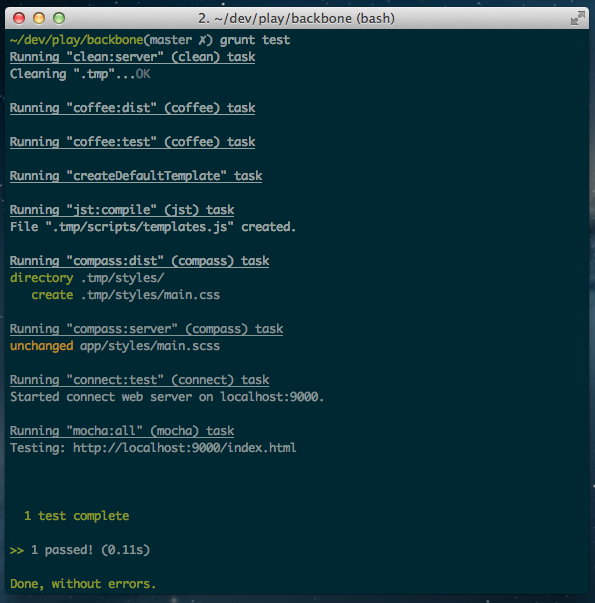 2. ~/dev/play/backbone (bash)
~/dev/play/backbone(master ✗) grunt test
Running "clean:server" (clean) task
Cleaning ".tmp"...OK
Running "coffee:dist" (coffee) task
Running "coffee:test" (coffee) task
Running "createDefaultTemplate" task
Running "jst:compile" (jst) task
File ".tmp/scripts/templates.js" created.
Running "compass:dist" (compass) task
directory .tmp/styles/
create .tmp/styles/main.css
Running "compass:server" (compass) task
unchanged app/styles/main.scss
Running "connect:test" (connect) task
Started connect web server on localhost:9000.
Running "mocha:all" (mocha) task
Testing: http://localhost:9000/index.html
1 test complete
>> 1 passed! (0.11s)
Done, without errors.